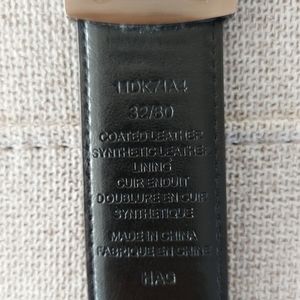 11DK71A4
32/80
COATED LEATHER
SYNTHETIC LEATHER
LINING
CUIR ENDUIT
DOUBLURE EN CUIR
SYNTHETIQUE
MADE IN CHINA
FABRIQUE EN CHINE
HAG